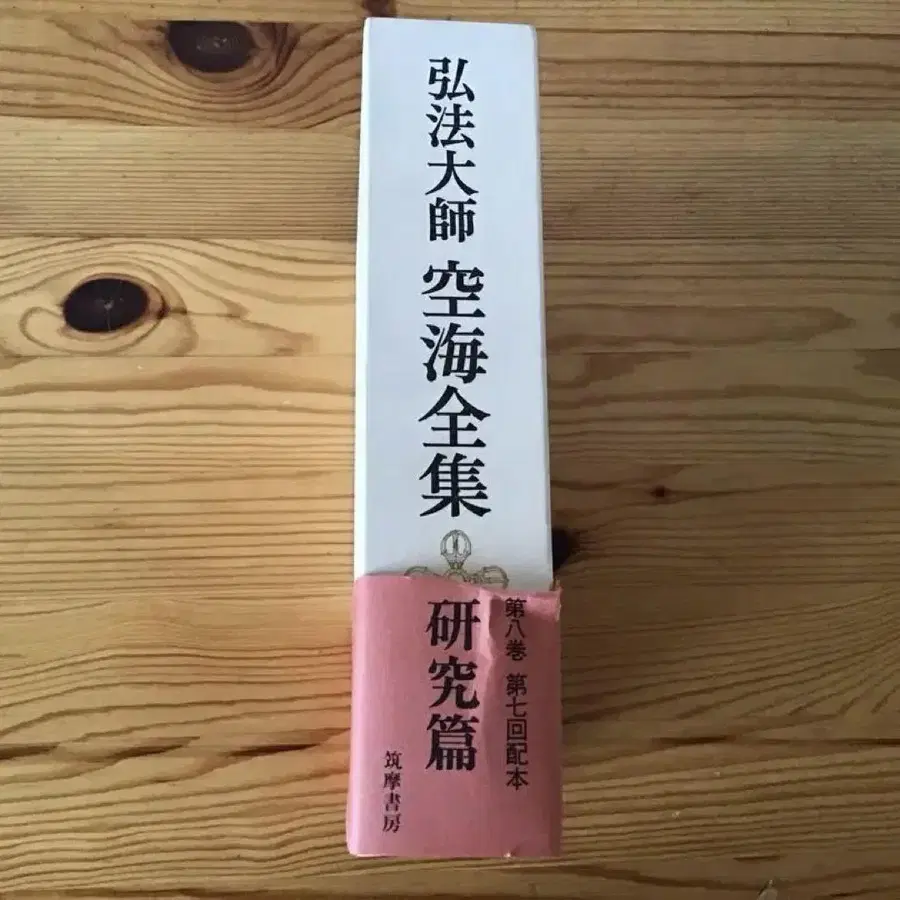 弘法大師 空海全集
第八巻 第七回配本
研究篇
筑摩書房